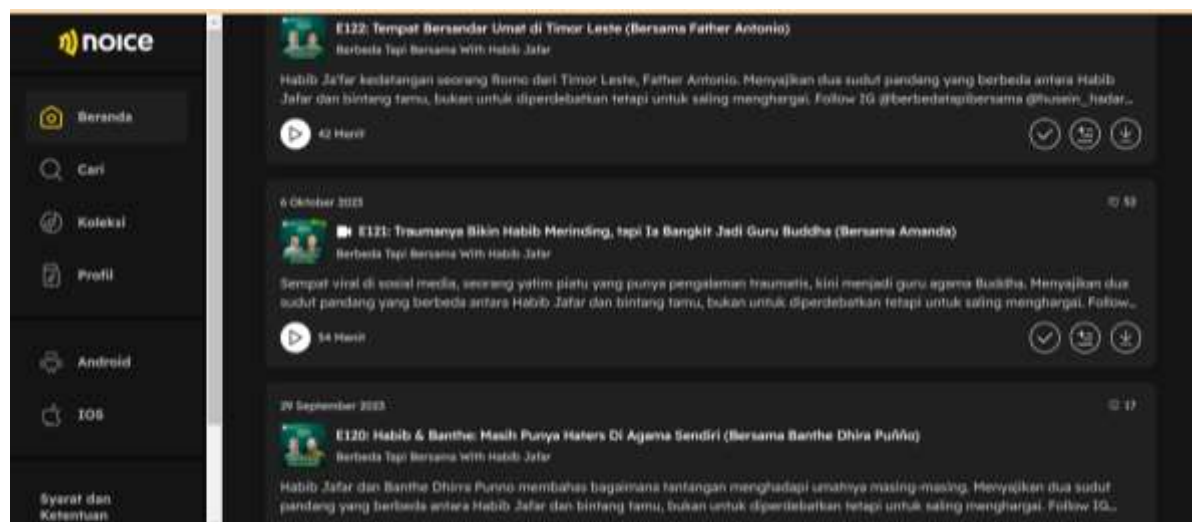 noice
Beranda
Cari
Koleksi
Profil
Android
IOS
Syarat dan
Ketentuan
E122: Tempat Bersandar Umat di Timor Leste (Bersama Father Antonio)
Berbeda Tapi Bersama With Habib Jafar
Habib Ja'far kedatangan seorang Romo dari Timor Leste, Father Antonio. Menyajikan dua sudut pandang yang berbeda antara Habib
Jafar dan bintang tamu, bukan untuk diperdebatkan tetapi untuk saling menghargai. Follow IG @berbedatapibersama @husein_hadar...
42 Menit
6 Oktober 2023
53
E121: Traumanya Bikin Habib Merinding, tapi Ia Bangkit Jadi Guru Buddha (Bersama Amanda)
Berbeda Tapi Bersama With Habib Jafar
Sempat viral di social media, seorang yatim piatu yang punya pengalaman traumatis, kini menjadi guru agama Buddha. Menyajikan dua
sudut pandang yang berbeda antara Habib Jafar dan bintang tamu, bukan untuk diperdebatkan tetapi untuk saling menghargai. Follow...
54 Menit
29 September 2023
17
E120: Habib & Banthe: Masih Punya Haters Di Agama Sendiri (Bersama Banthe Dhira Puñño)
Berbeda Tapi Bersama With Habib Jafar
Habib Jafar dan Banthe Dhirra Punno membahas bagaimana tantangan menghadapi umatnya masing-masing. Menyajikan dua sudut
pandang yang berbeda antara Habib Jafar dan bintang tamu, bukan untuk diperdebatkan tetapi untuk saling menghargai. Follow IG...